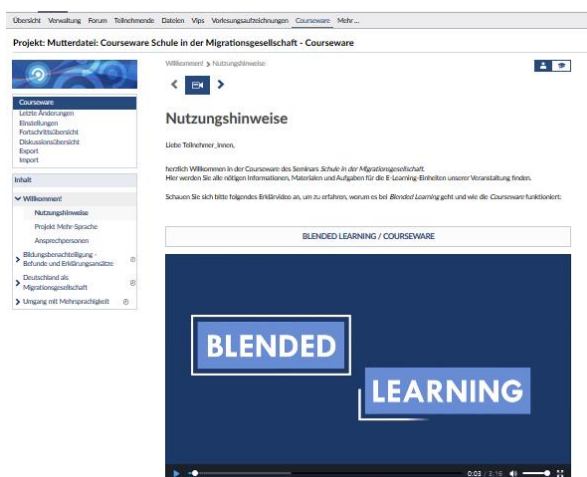 Übersicht Verwaltung Forum Teilnehmende Dateien Vips Vorlesungsaufzeichnungen Courseware Mehr ...
Projekt: Mutterdatei: Courseware Schule in der Migrationsgesellschaft - Courseware
Willkommen! > Nutzungshinweise
Courseware
Letzte Änderungen
Einstellungen
Fortschrittsübersicht
Diskussionsübersicht
Export
Import
Inhalt
Willkommen!
Nutzungshinweise
Projekt Mehr-Sprache
Ansprechpersonen
Bildungsbenachteiligung -
Befunde und Erklärungsansätze
Deutschland als
Migrationsgesellschaft
Umgang mit Mehrsprachigkeit
Nutzungshinweise
Liebe Teilnehmer_innen,
herzlich Willkommen in der Courseware des Seminars Schule in der Migrationsgesellschaft.
Hier werden Sie alle nötigen Informationen, Materialien und Aufgaben für die E-Learning-Einheiten unserer Veranstaltung finden.
Schauen Sie sich bitte folgendes Erklärvideo an, um zu erfahren, worum es bei Blended Learning geht und wie die Courseware funktioniert:
BLENDED LEARNING / COURSEWARE
BLENDED
LEARNING
0:03 / 2:16